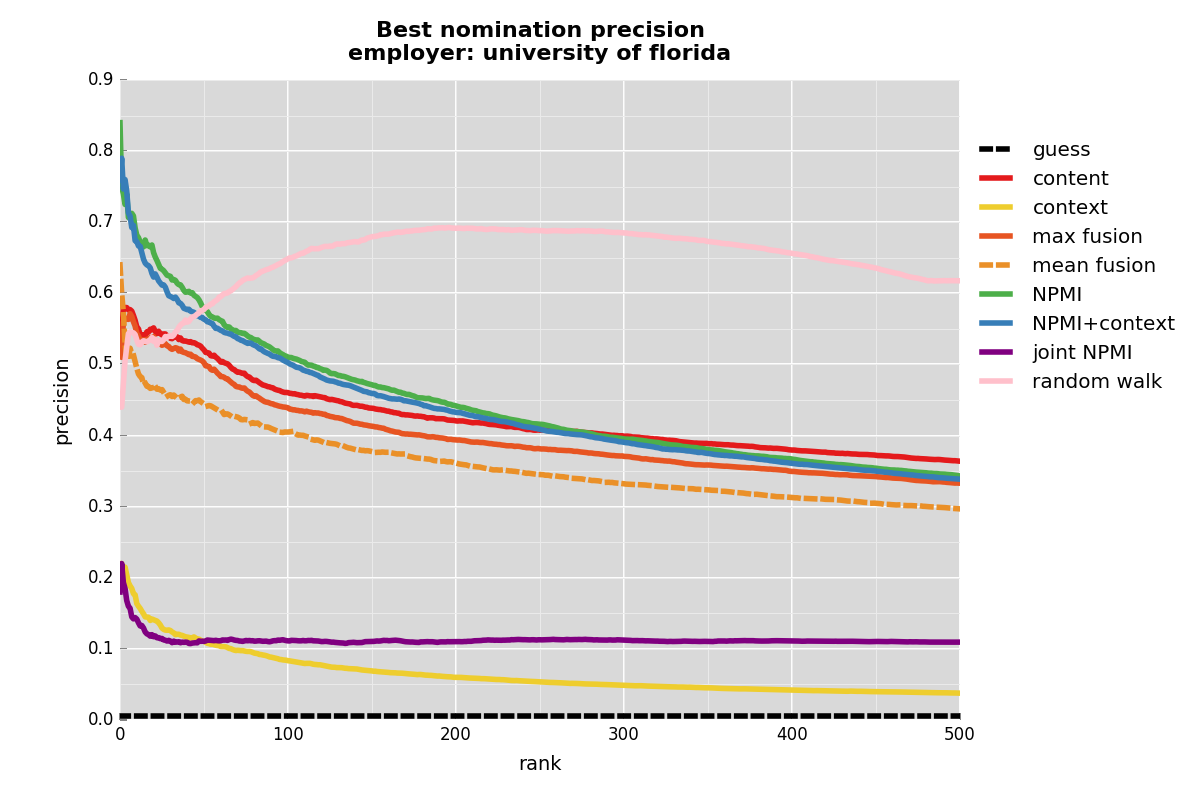 Best nomination precision
employer: university of florida
precision
0.9
0.8
0.7
0.6
0.5
0.4
0.3
0.2
0.1
0.0
0 100 200 300 400 500
rank
guess
content
context
max fusion
mean fusion
NPMI
NPMI+context
joint NPMI
random walk